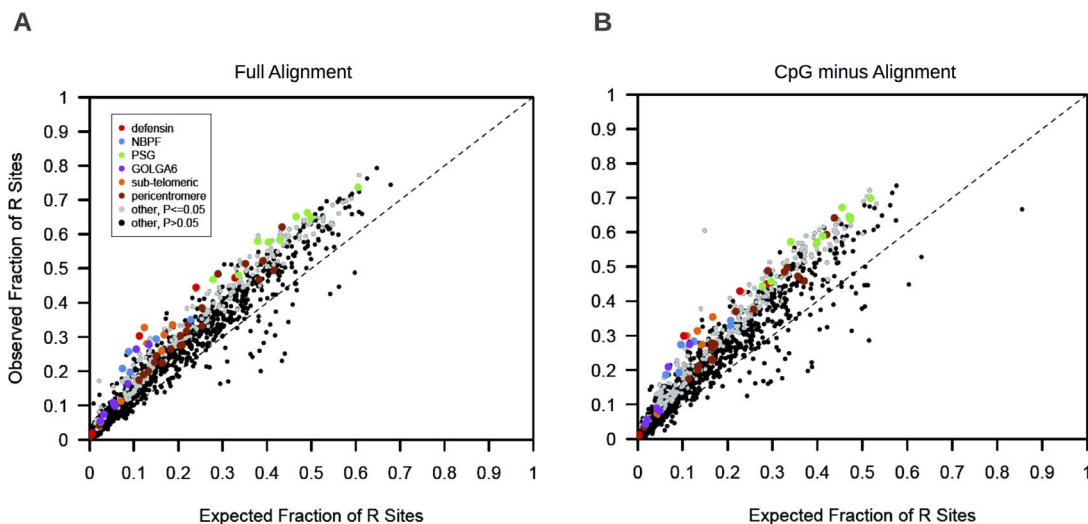 A
B
Full Alignment
CpG minus Alignment
1
0.9
0.8
0.7
0.6
0.5
0.4
0.3
0.2
0.1
0
defensin
NBPF
PSG
GOLGA6
sub-telomeric
pericentromere
other, P<=0.05
other, P>0.05
Observed Fraction of R Sites
0 0.1 0.2 0.3 0.4 0.5 0.6 0.7 0.8 0.9 1
Expected Fraction of R Sites
1
0.9
0.8
0.7
0.6
0.5
0.4
0.3
0.2
0.1
0
0 0.1 0.2 0.3 0.4 0.5 0.6 0.7 0.8 0.9 1
Expected Fraction of R Sites